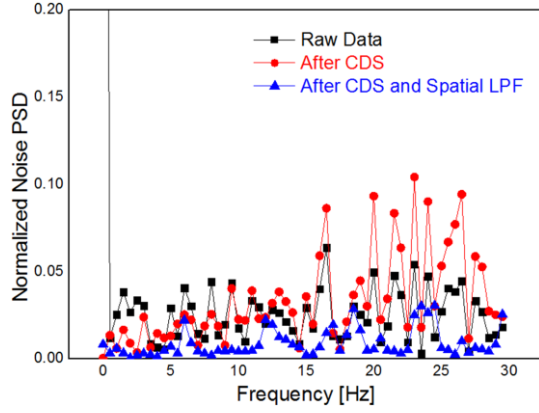 0.20
0.15
0.10
0.05
0.00
Normalized Noise PSD
Raw Data
After CDS
After CDS and Spatial LPF
0 5 10 15 20 25 30
Frequency [Hz]